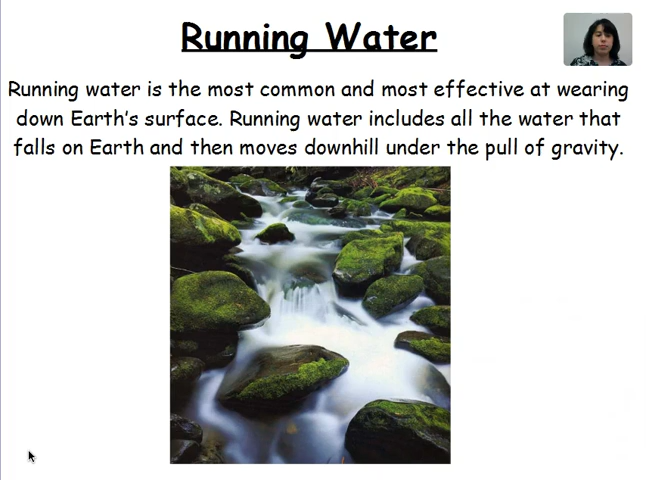 Running Water
Running water is the most common and most effective at wearing
down Earth's surface. Running water includes all the water that
falls on Earth and then moves downhill under the pull of gravity.